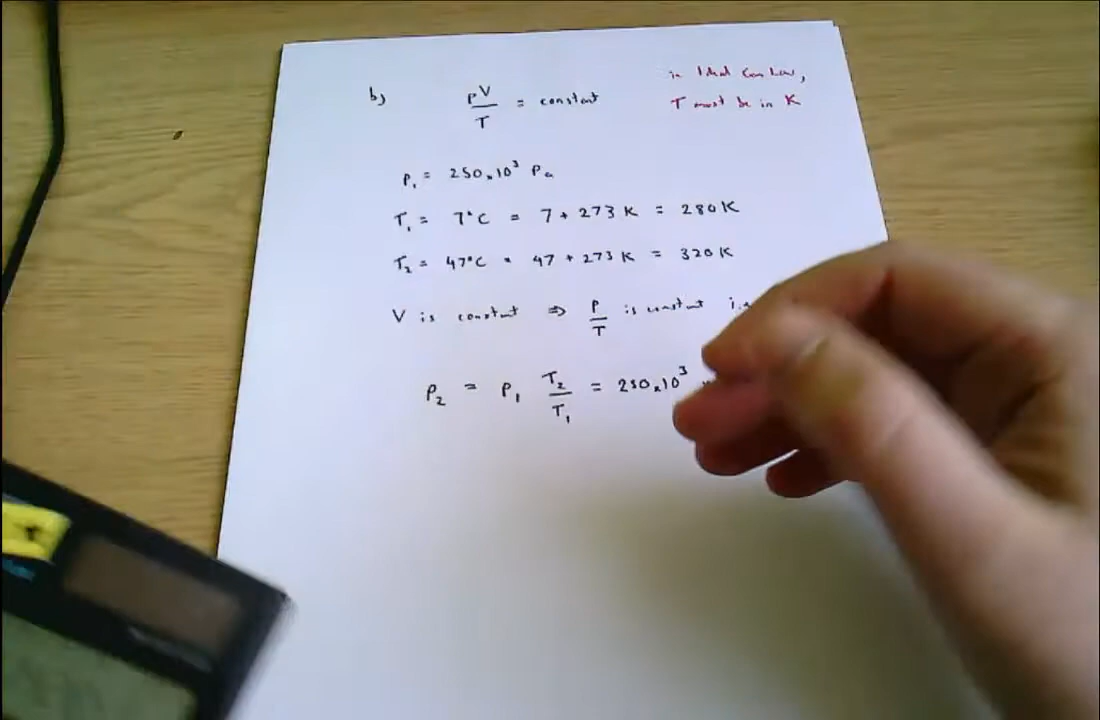 in Ideal Gas Law,
T must be in K
b) PV/T = constant
P₁ = 250×10³ Pa
T₁ = 7°C = 7 + 273 K = 280 K
T₂ = 47°C = 47 + 273 K = 320 K
V is constant ⇒ P/T is constant i.e
P₂ = P₁ T₂/T₁ = 250×10³